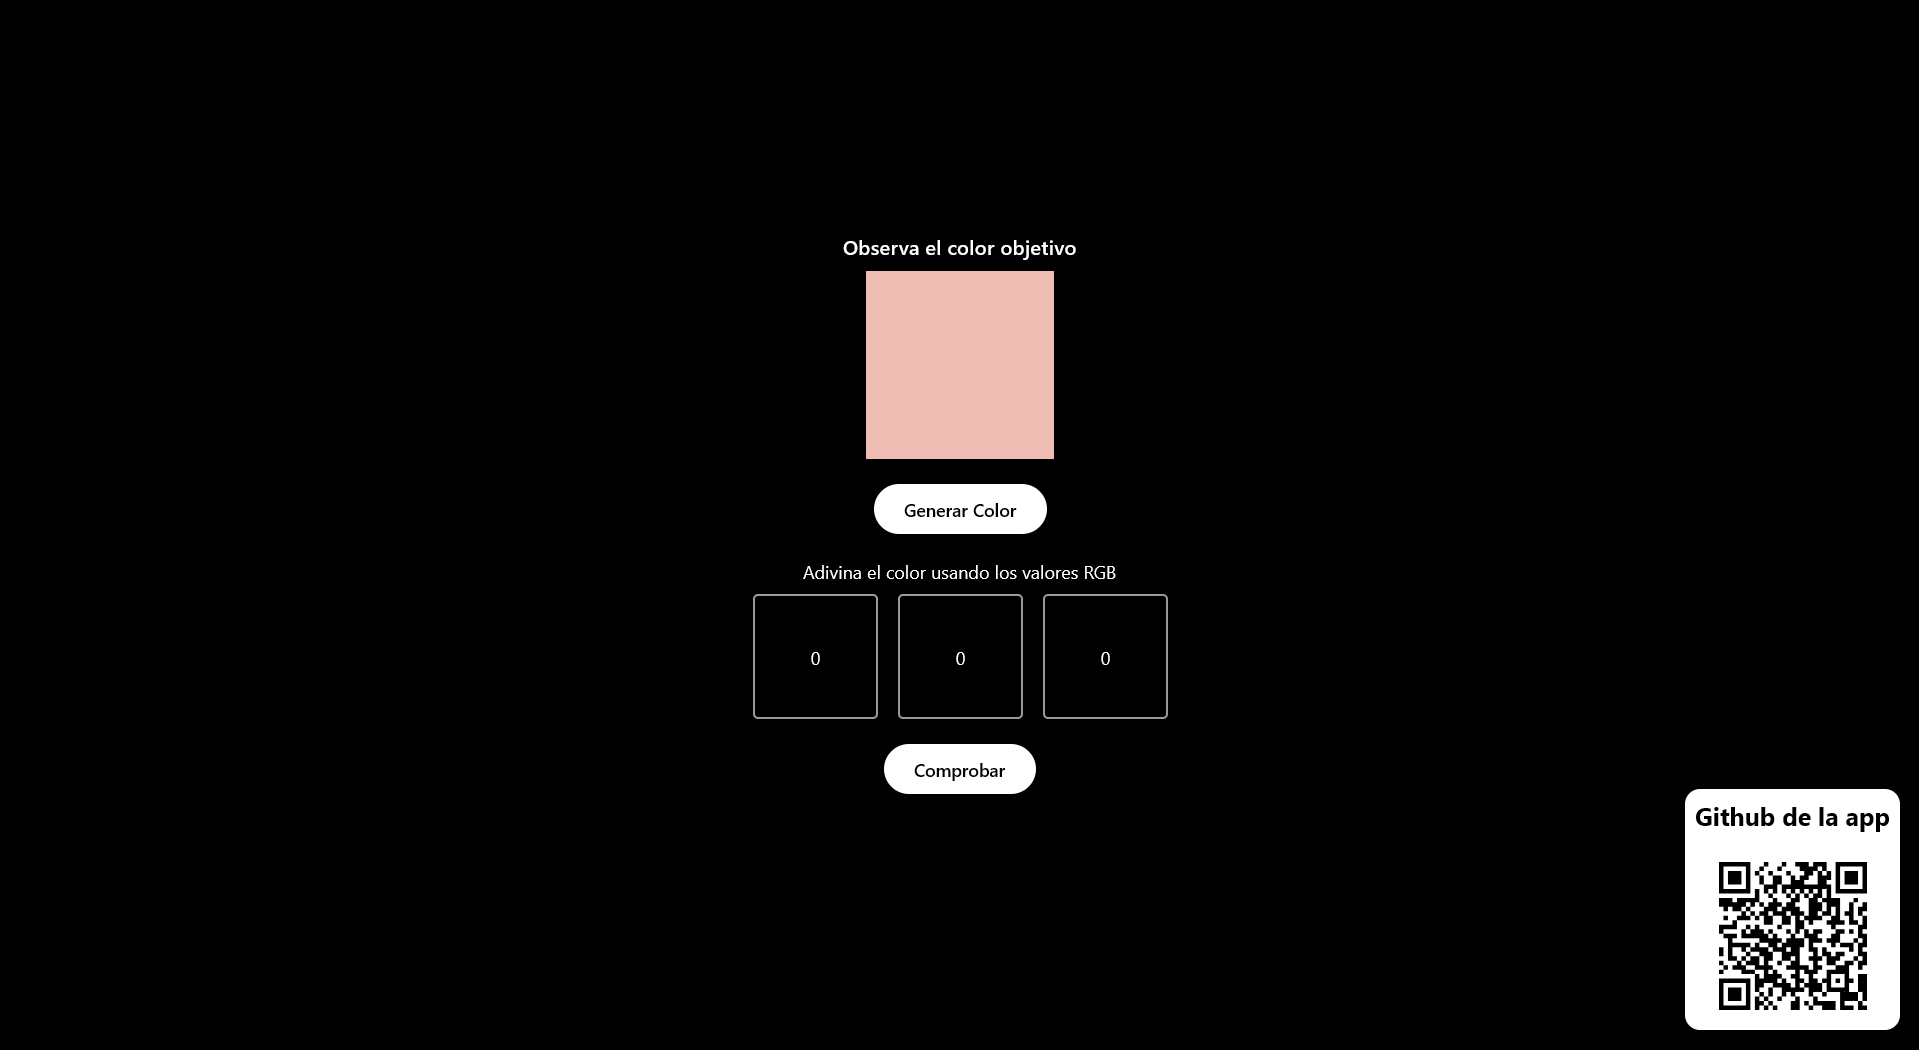 Observa el color objetivo
Generar Color
Adivina el color usando los valores RGB
0 0 0
Comprobar
Github de la app